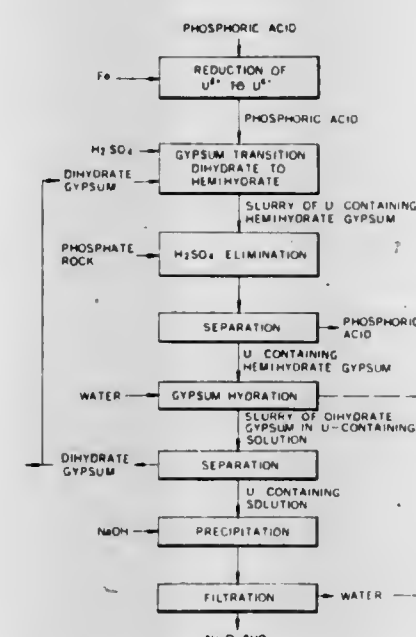 PHOSPHORIC ACID
Fe
REDUCTION OF
U6+ TO U4+
PHOSPHORIC ACID
H2SO4
DIHYDRATE
GYPSUM
GYPSUM TRANSITION
DIHYDRATE TO
HEMIHYDRATE
SLURRY OF U CONTAINING
HEMIHYDRATE GYPSUM
PHOSPHATE
ROCK
H2SO4 ELIMINATION
SEPARATION
PHOSPHORIC
ACID
U CONTAINING
HEMIHYDRATE GYPSUM
WATER
GYPSUM HYDRATION
SLURRY OF DIHYDRATE
GYPSUM IN U-CONTAINING
SOLUTION
DIHYDRATE
GYPSUM
SEPARATION
U CONTAINING
SOLUTION
NaOH
PRECIPITATION
FILTRATION
WATER